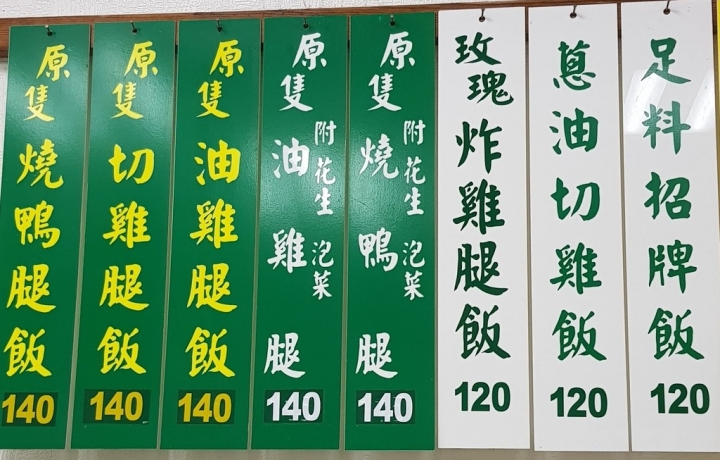 原隻燒鴨腿飯
140
原隻切雞腿飯
140
原隻油雞腿飯
140
原隻油雞腿
附花生泡菜
140
原隻燒鴨腿
附花生泡菜
140
玫瑰炸雞腿飯
120
蔥油切雞飯
120
足料招牌飯
120